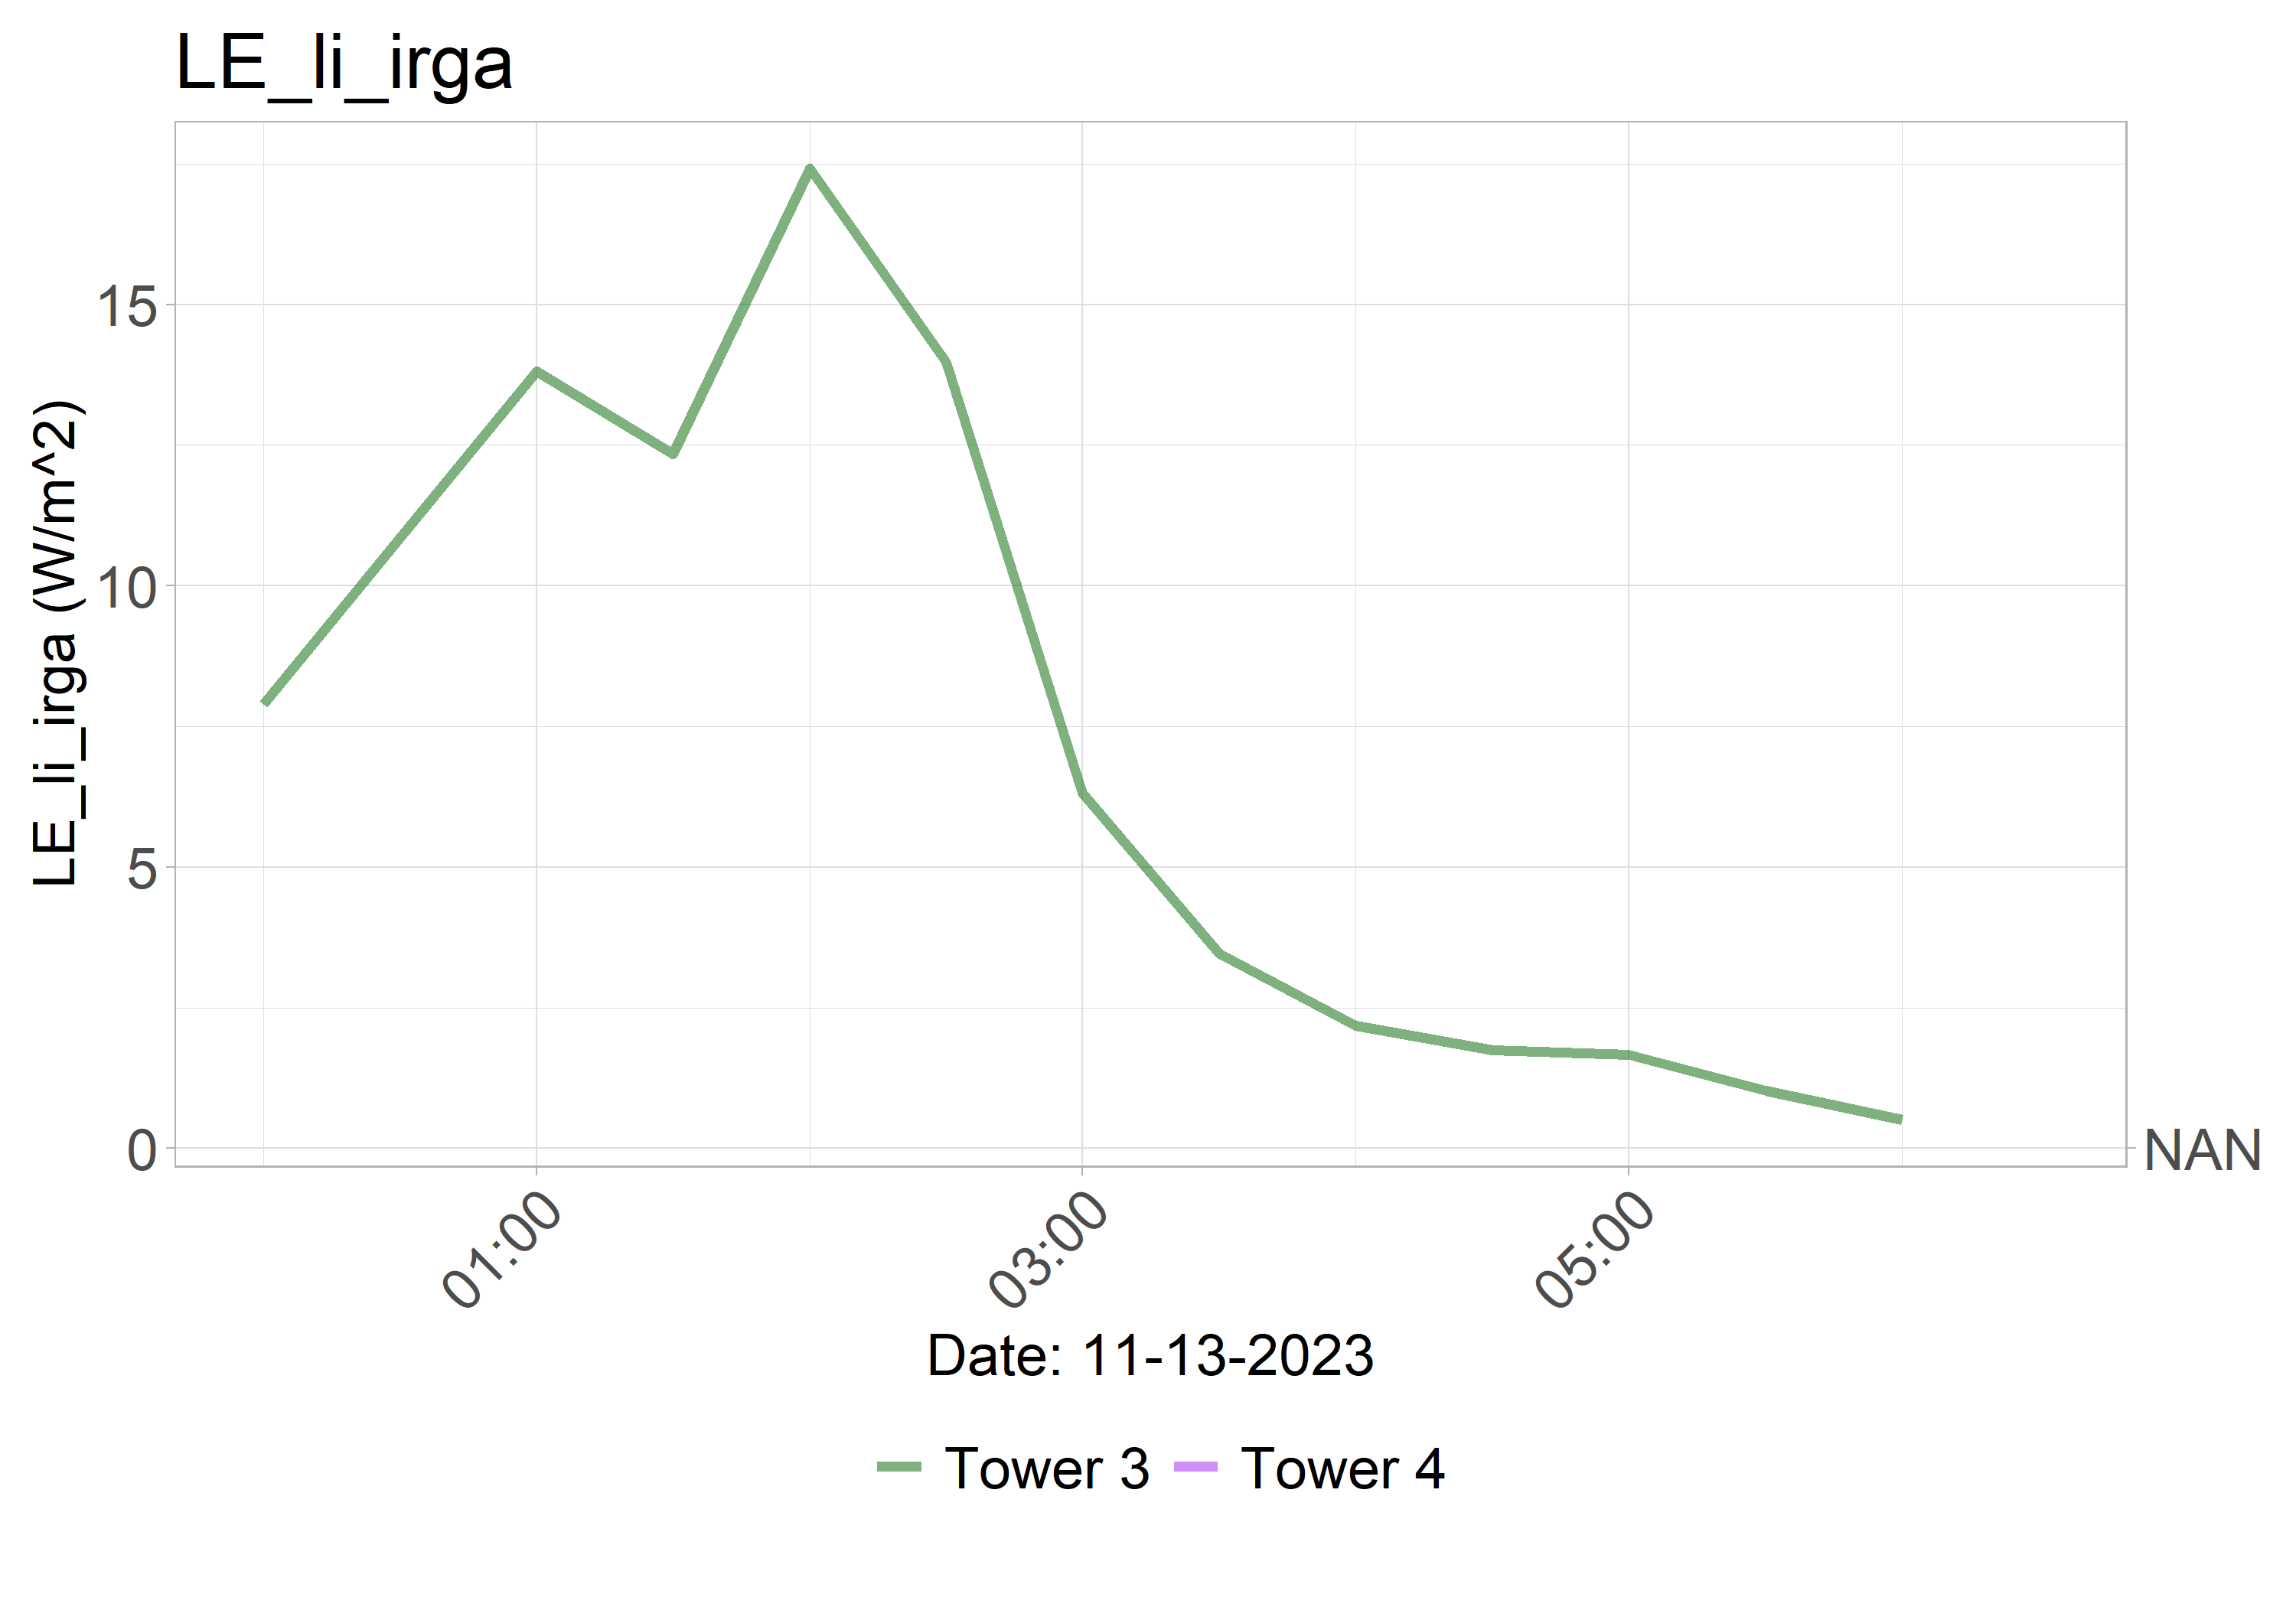 LE_li_irga
LE_li_irga (W/m^2)
15
10
5
0
NAN
01:00
03:00
05:00
Date: 11-13-2023
Tower 3
Tower 4